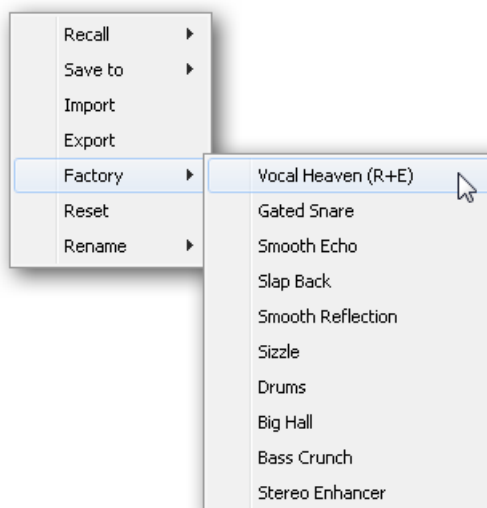 Recall
Save to
Import
Export
Factory
Reset
Rename
Vocal Heaven (R+E)
Gated Snare
Smooth Echo
Slap Back
Smooth Reflection
Sizzle
Drums
Big Hall
Bass Crunch
Stereo Enhancer